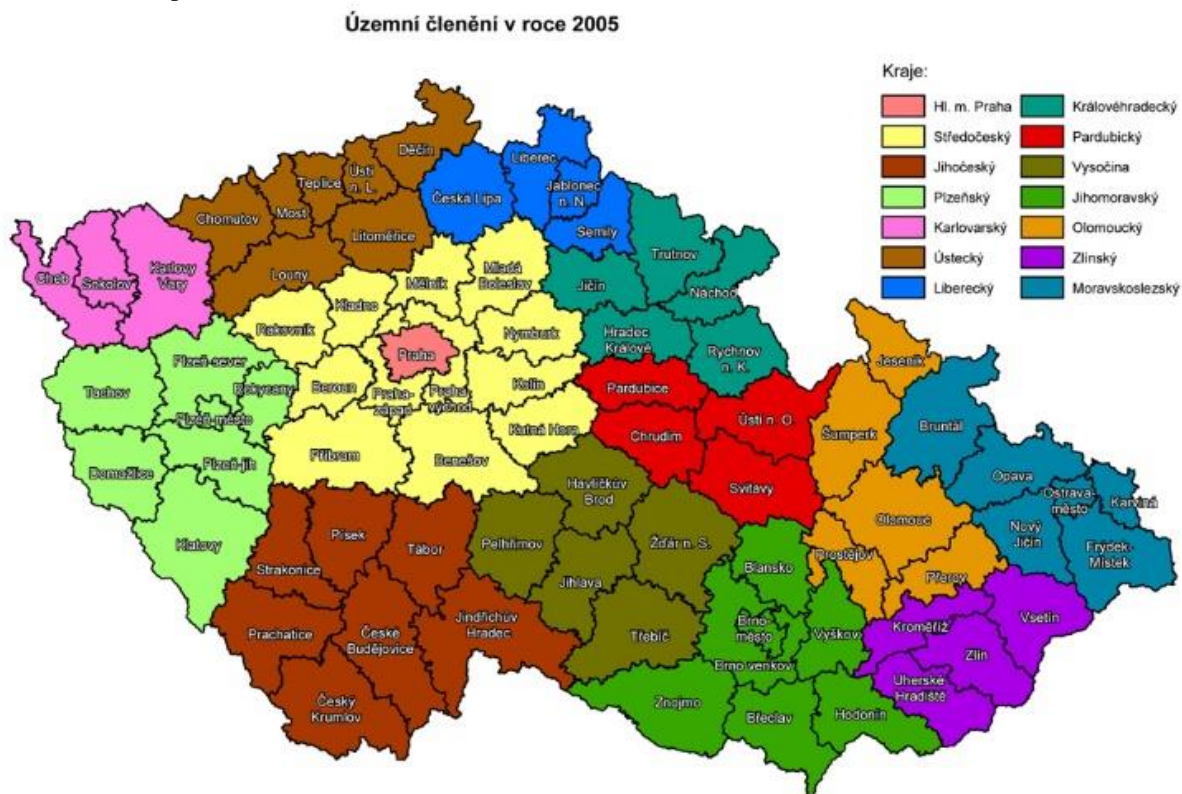 Územní členění v roce 2005
Kraje:
Hl. m. Praha
Středočeský
Jihočeský
Plzeňský
Karlovarský
Ústecký
Liberecký
Královéhradecký
Pardubický
Vysočina
Jihomoravský
Olomoucký
Zlínský
Moravskoslezský
Děčín
Ústí
n. L.
Teplice
Most
Chomutov
Litoměřice
Louny
Česká Lípa
Liberec
Jablonec
n. N.
Semily
Cheb
Sokolov
Karlovy
Vary
Trutnov
Náchod
Jičín
Hradec
Králové
Rychnov
n. K.
Mělník
Mladá
Boleslav
Kladno
Rakovník
Nymburk
Praha
Beroun
Praha-
západ
Praha-
východ
Kolín
Kutná Hora
Příbram
Benešov
Plzeň-sever
Rokycany
Tachov
Plzeň-město
Domažlice
Plzeň-jih
Klatovy
Pardubice
Chrudim
Ústí n. O.
Svitavy
Jeseník
Šumperk
Olomouc
Prostějov
Přerov
Bruntál
Opava
Ostrava-
město
Karviná
Nový
Jičín
Frýdek-
Místek
Havlíčkův
Brod
Pelhřimov
Žďár n. S.
Jihlava
Třebíč
Písek
Tábor
Strakonice
Prachatice
České
Budějovice
Jindřichův
Hradec
Český
Krumlov
Blansko
Brno-
město
Vyškov
Brno venkov
Znojmo
Břeclav
Hodonín
Kroměříž
Vsetín
Zlín
Uherské
Hradiště